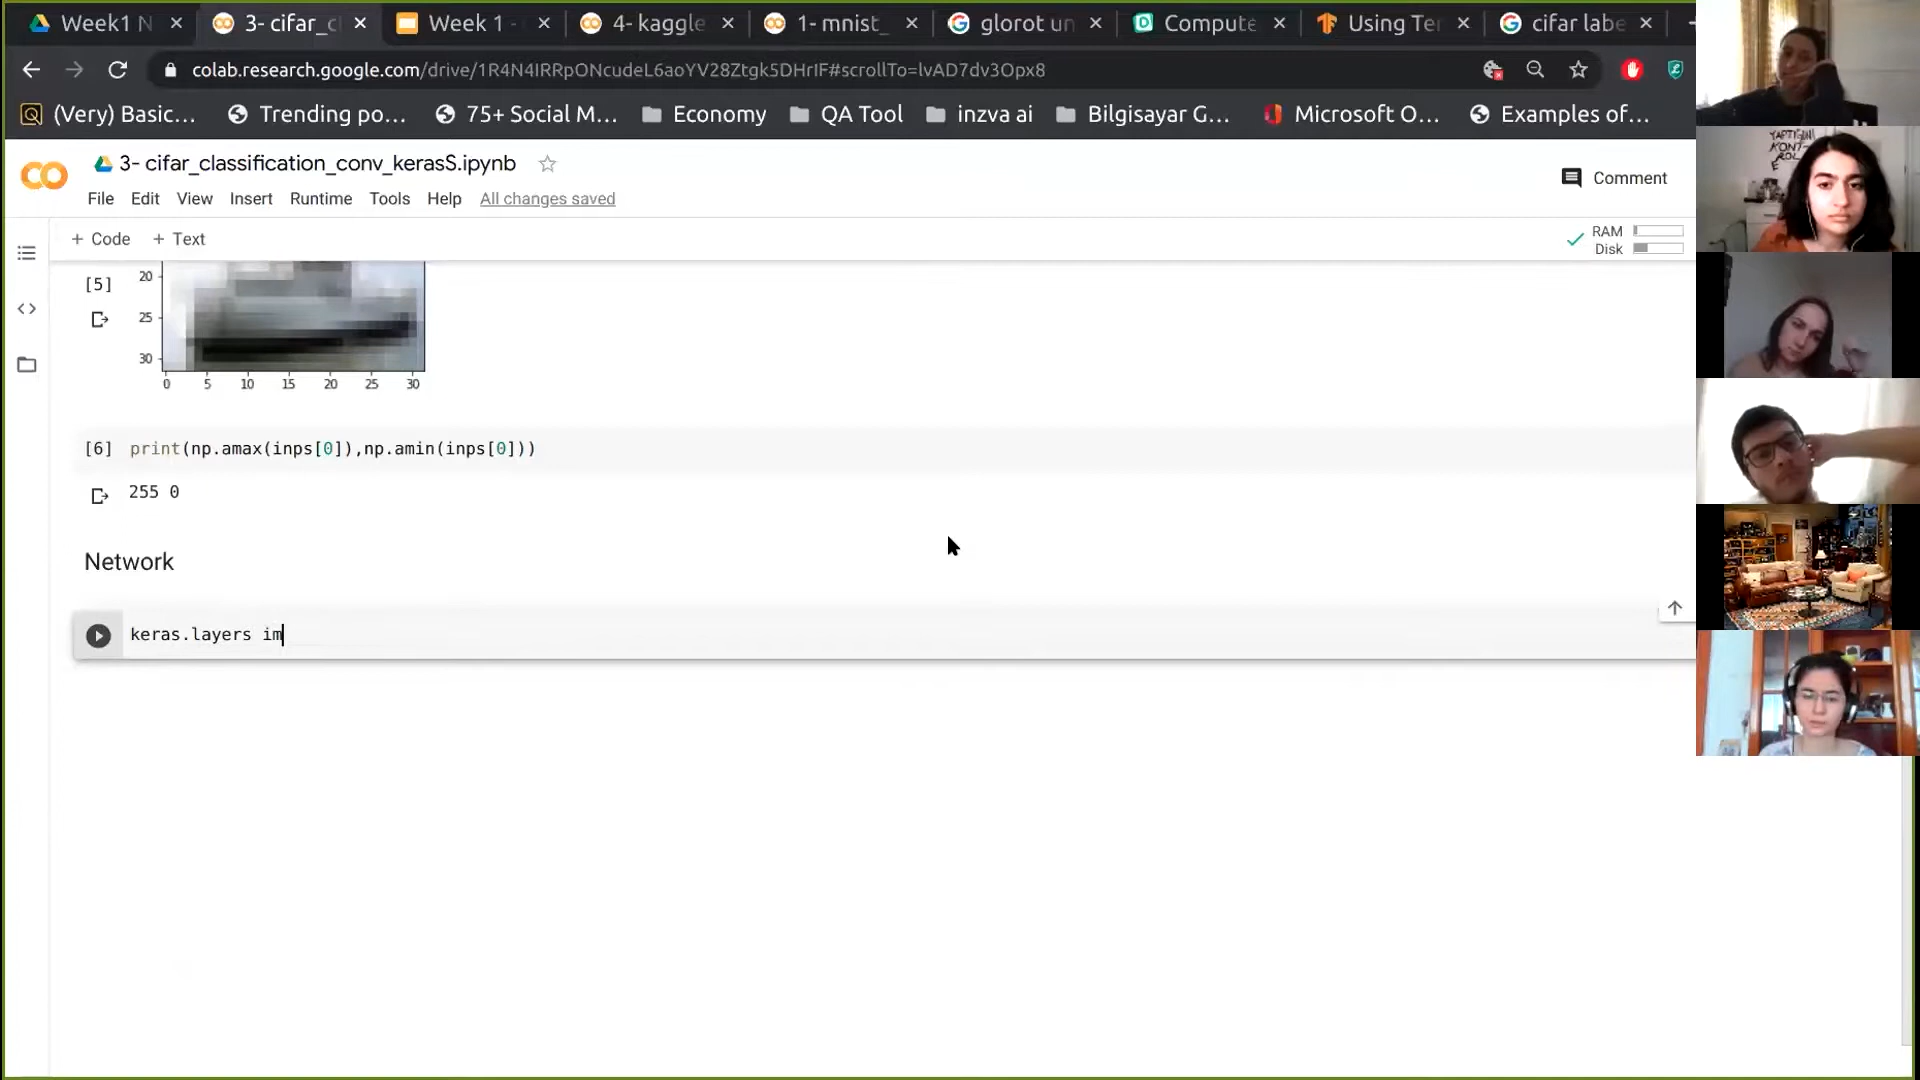 Week1 N
3- cifar_c
Week 1 -
4- kaggle
1- mnist_
glorot un
Compute
Using Ter
cifar labe
colab.research.google.com/drive/1R4N4IRRpONcudeL6aoYV28Ztgk5DHrIF#scrollTo=lvAD7dv3Opx8
(Very) Basic...
Trending po...
75+ Social M...
Economy
QA Tool
inzva ai
Bilgisayar G...
Microsoft O...
Examples of...
3- cifar_classification_conv_kerasS.ipynb
Comment
File Edit View Insert Runtime Tools Help All changes saved
+ Code + Text
RAM
Disk
[5]
20
25
30
0 5 10 15 20 25 30
[6] print(np.amax(inps[0]),np.amin(inps[0]))
255 0
Network
keras.layers im
YAPTIĞINI
KONT-
ROL
E